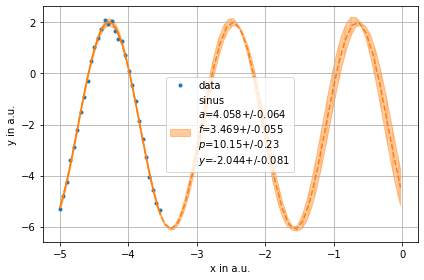 2
0
−2
−4
−6
y in a.u.
data
sinus
a=4.058+/-0.064
f=3.469+/-0.055
p=10.15+/-0.23
y=-2.044+/-0.081
−5 −4 −3 −2 −1 0
x in a.u.